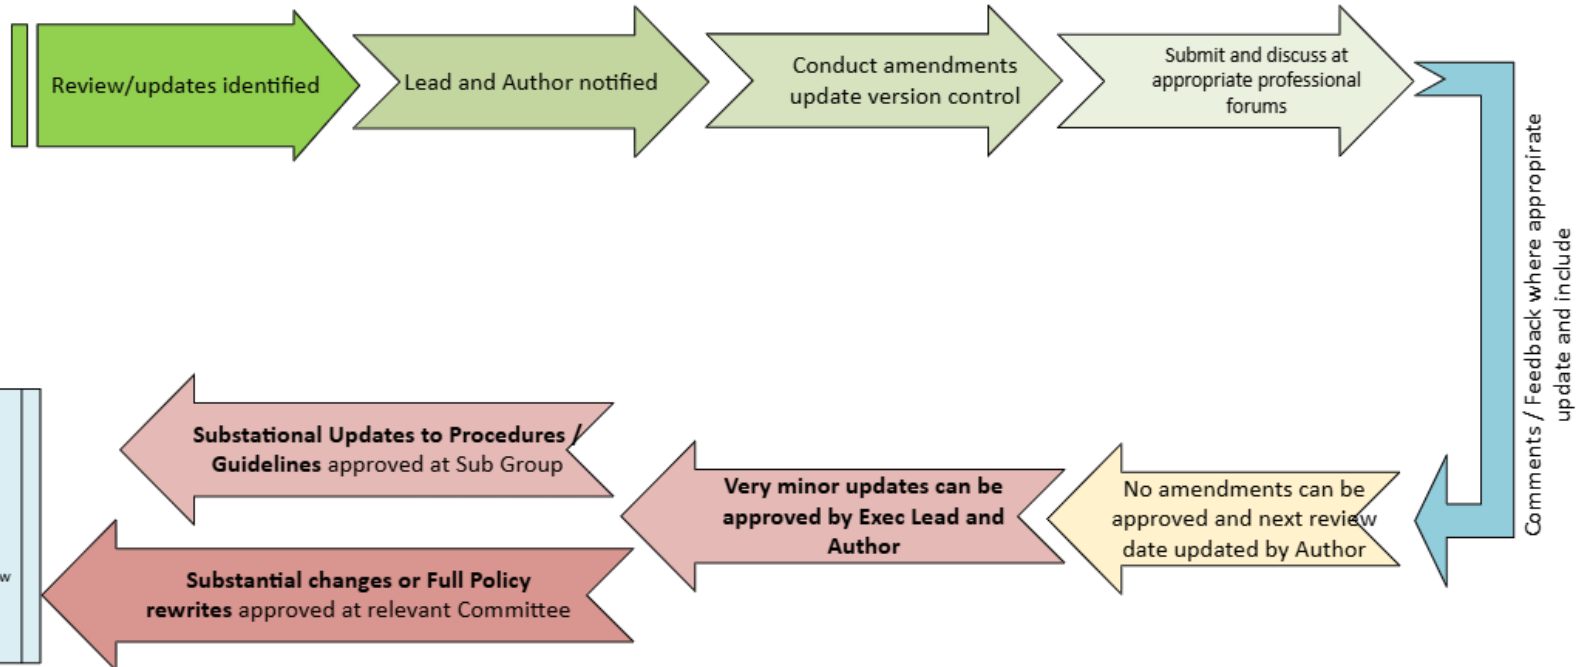 Review/updates identified
Lead and Author notified
Conduct amendments
update version control
Submit and discuss at
appropriate professional
forums
Comments / Feedback where appropirate
update and include
No amendments can be
approved and next review
date updated by Author
Very minor updates can be
approved by Exec Lead and
Author
Substational Updates to Procedures /
Guidelines approved at Sub Group
Substantial changes or Full Policy
rewrites approved at relevant Committee